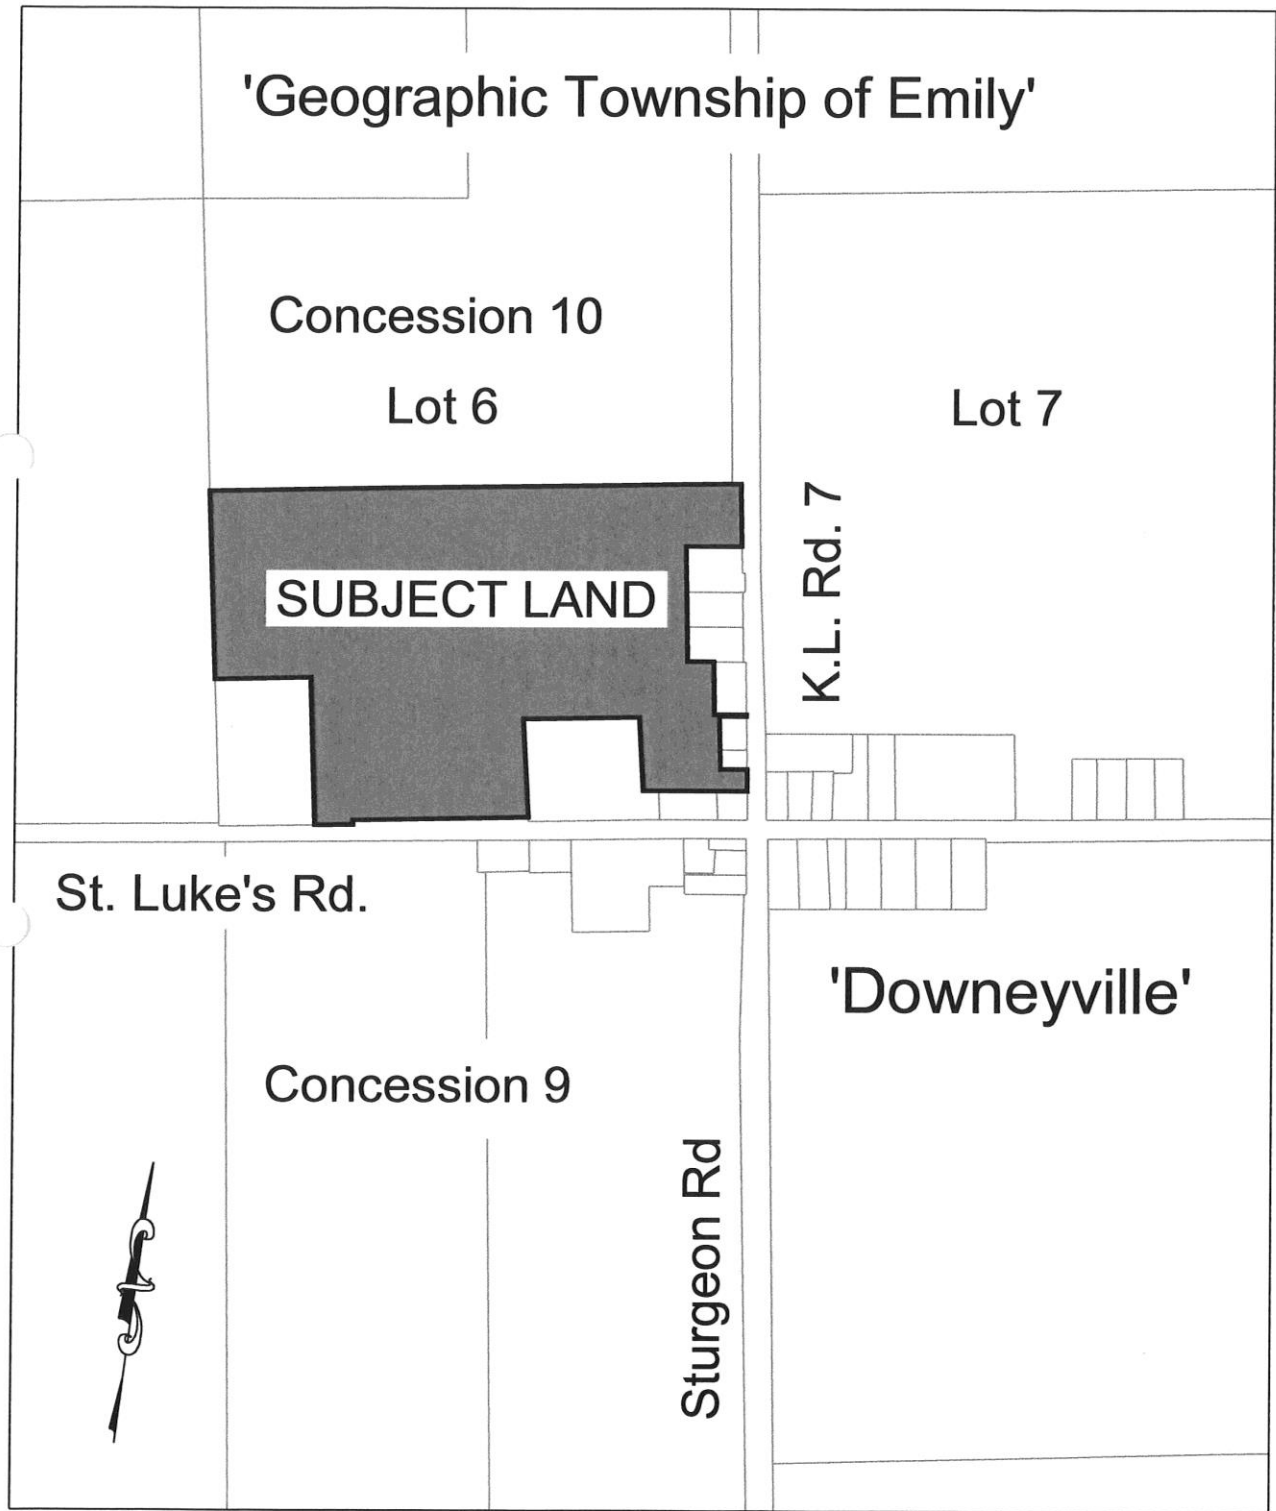 'Geographic Township of Emily'
Concession 10
Lot 6
Lot 7
SUBJECT LAND
K.L. Rd. 7
St. Luke's Rd.
'Downeyville'
Concession 9
Sturgeon Rd